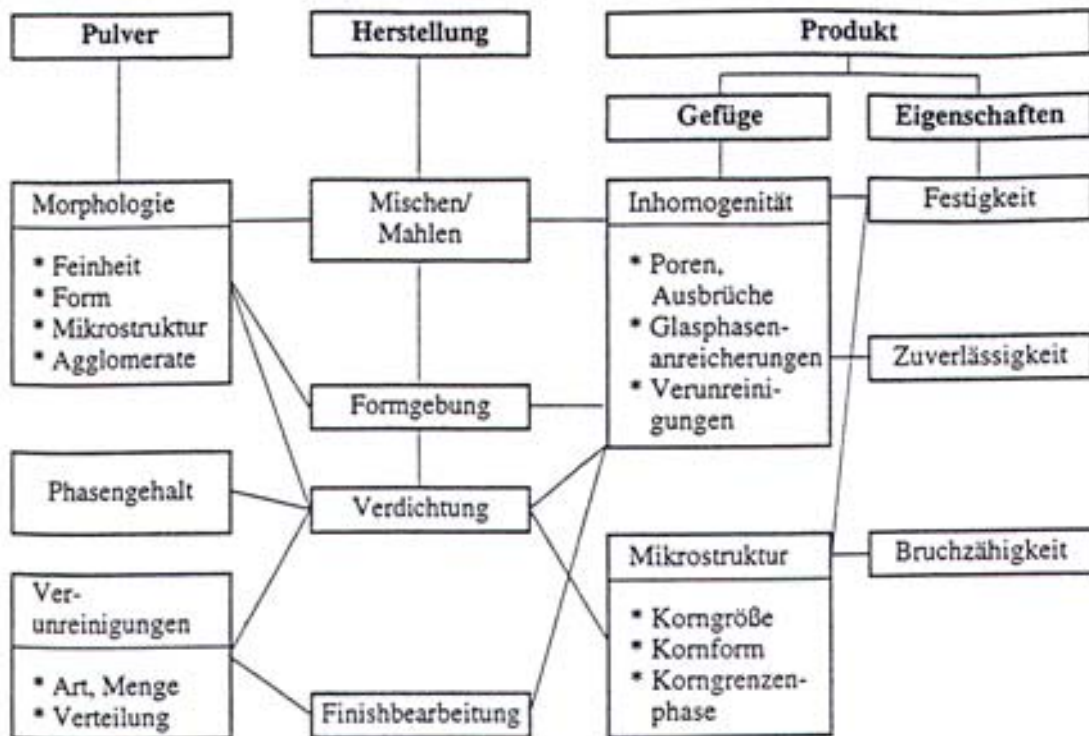 Pulver
Herstellung
Produkt
Gefüge
Eigenschaften
Morphologie
* Feinheit
* Form
* Mikrostruktur
* Agglomerate
Phasengehalt
Ver-
unreinigungen
* Art, Menge
* Verteilung
Mischen/
Mahlen
Formgebung
Verdichtung
Finishbearbeitung
Inhomogenität
* Poren,
Ausbrüche
* Glasphasen-
anreicherungen
* Verunreini-
gungen
Mikrostruktur
* Korngröße
* Kornform
* Korngrenzen-
phase
Festigkeit
Zuverlässigkeit
Bruchzähigkeit